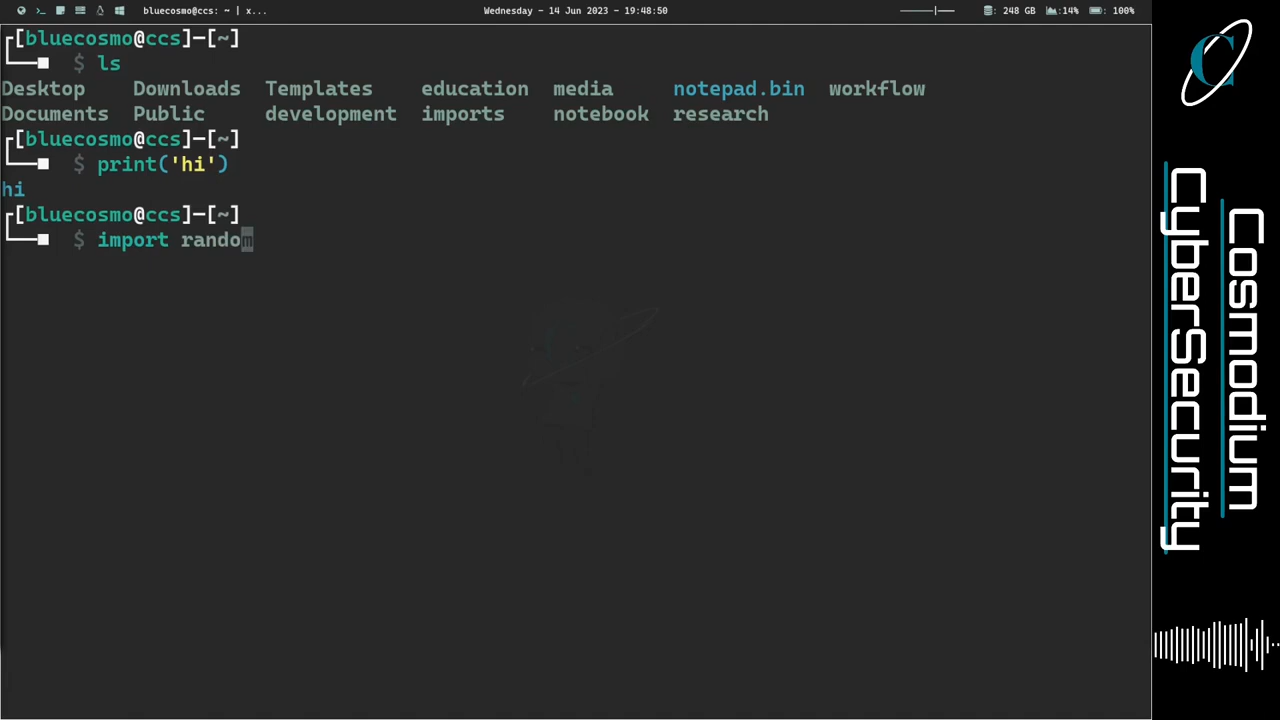 bluecosmo@ccs: ~ | x...
Wednesday - 14 Jun 2023 - 19:48:50
248 GB 14% 100%
┌[bluecosmo@ccs]─[~]
└──■ $ ls
Desktop Downloads Templates education media notepad.bin workflow
Documents Public development imports notebook research
┌[bluecosmo@ccs]─[~]
└──■ $ print('hi')
hi
┌[bluecosmo@ccs]─[~]
└──■ $ import random
C
Cosmodium
CyberSecurity